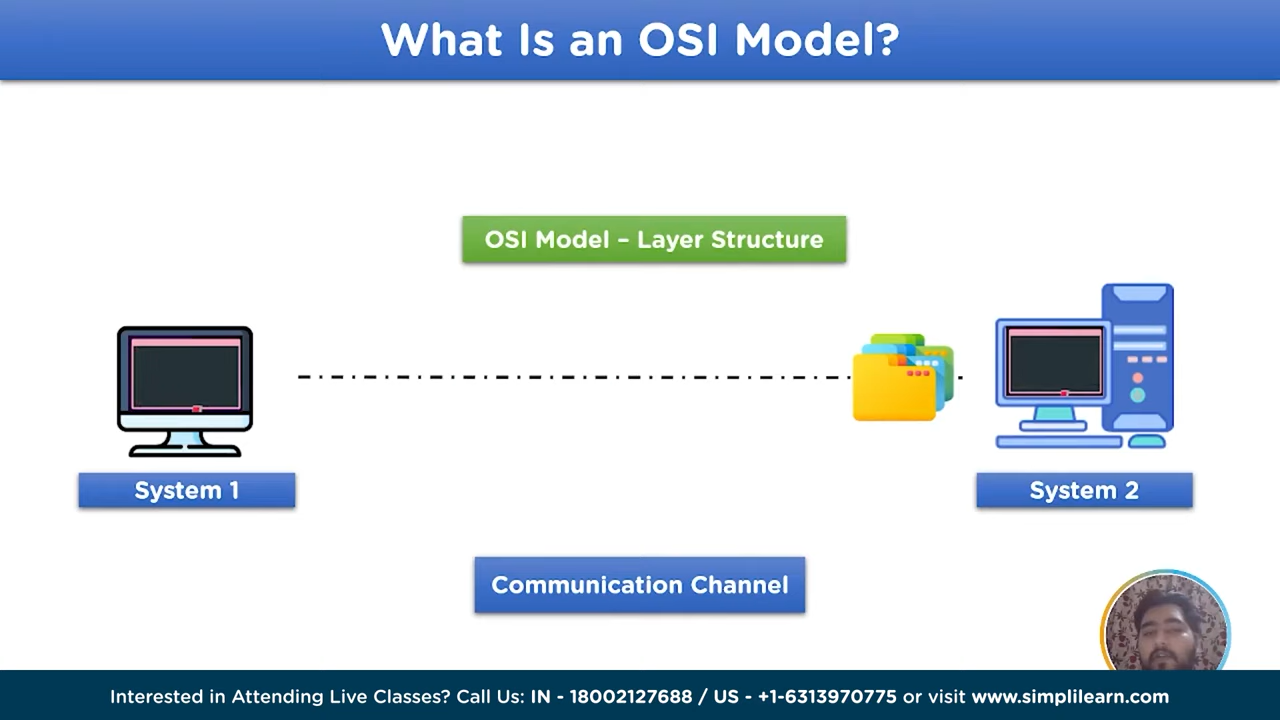 What Is an OSI Model?
OSI Model – Layer Structure
System 1
System 2
Communication Channel
Interested in Attending Live Classes? Call Us: IN - 18002127688 / US - +1-6313970775 or visit www.simplilearn.com